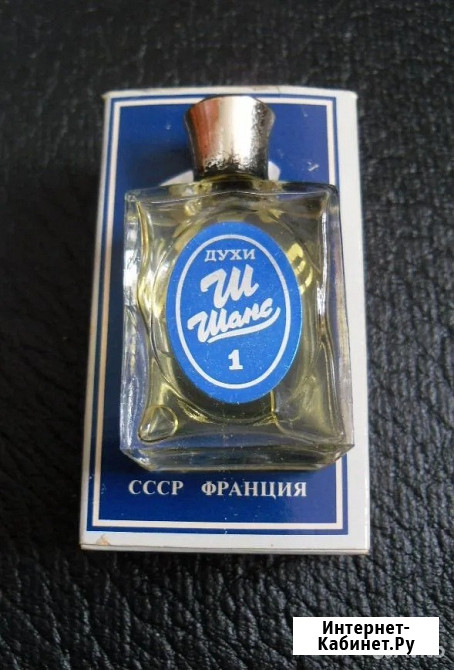 ДУХИ
Ш
Шанс
1
СССР ФРАНЦИЯ
Интернет-
Кабинет.Ру